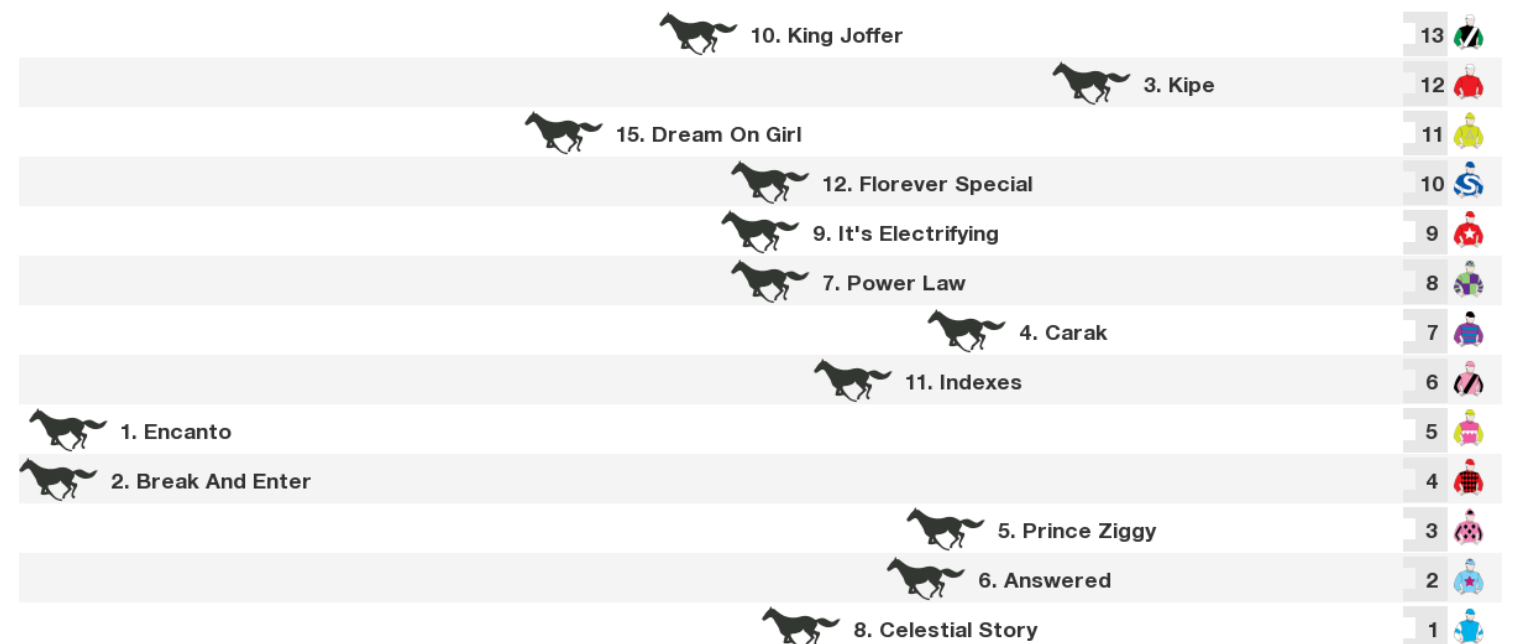 10. King Joffer 13
3. Kipe 12
15. Dream On Girl 11
12. Florever Special 10
9. It's Electrifying 9
7. Power Law 8
4. Carak 7
11. Indexes 6
1. Encanto 5
2. Break And Enter 4
5. Prince Ziggy 3
6. Answered 2
8. Celestial Story 1